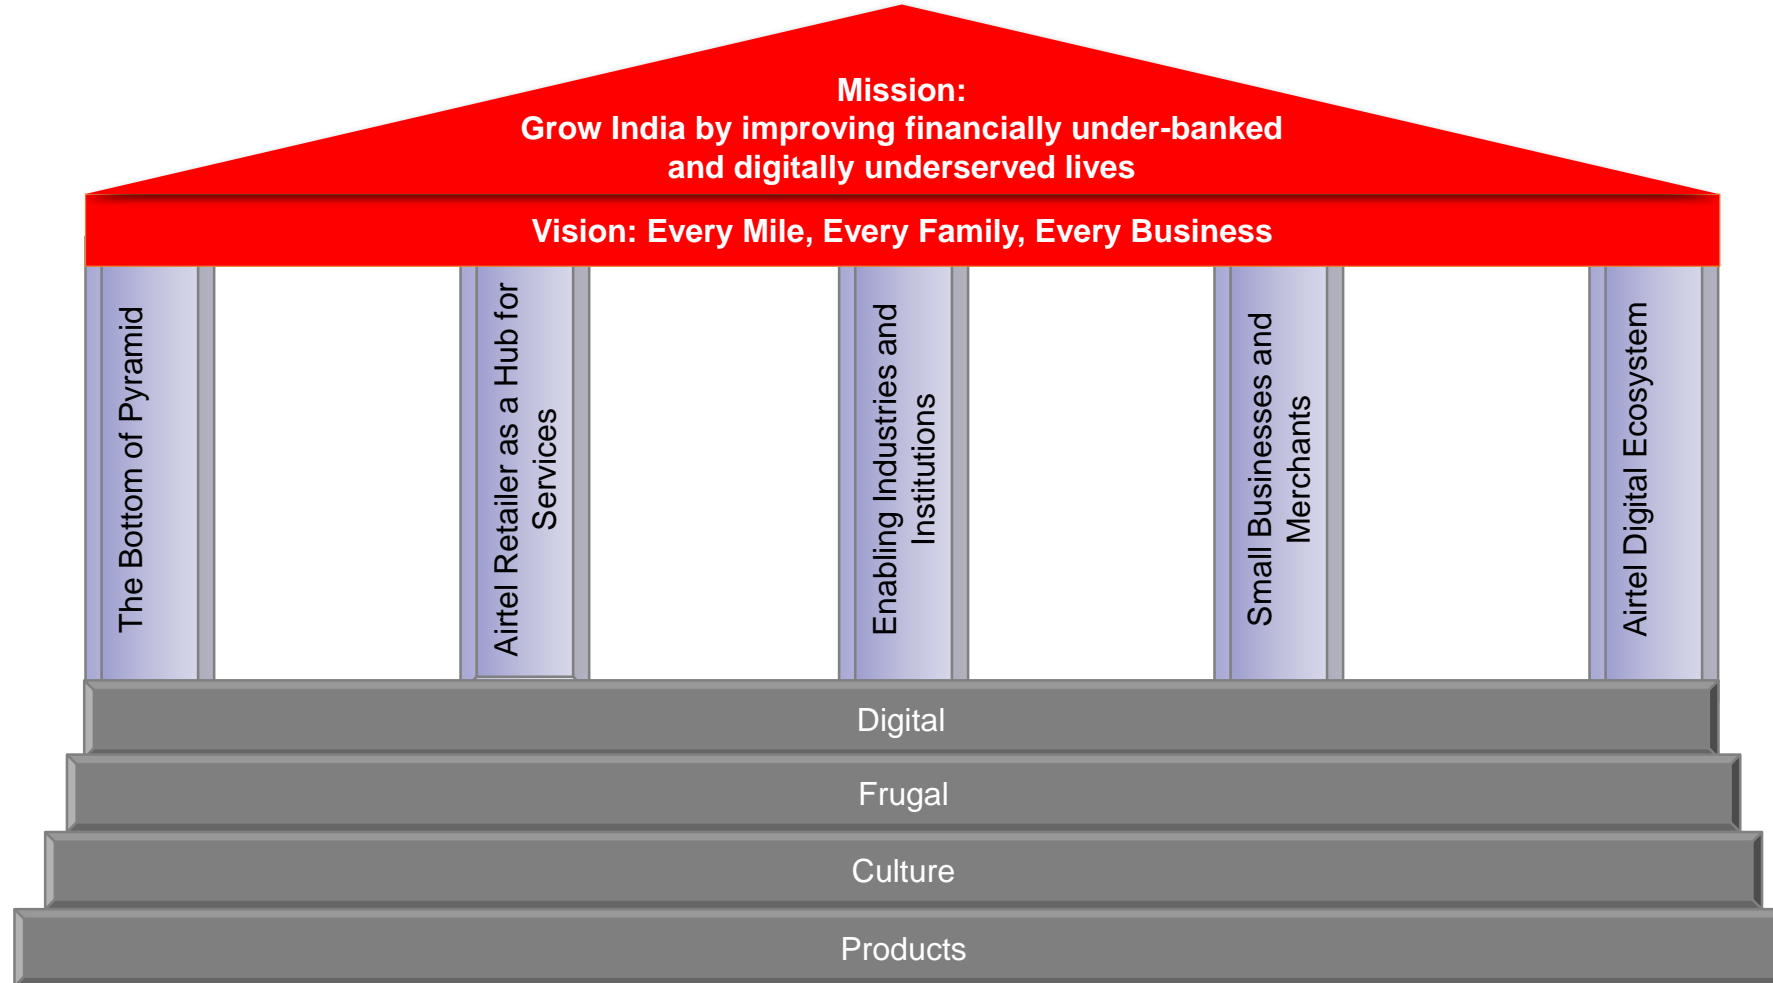 Mission:
Grow India by improving financially under-banked
and digitally underserved lives
Vision: Every Mile, Every Family, Every Business
The Bottom of Pyramid
Airtel Retailer as a Hub for
Services
Enabling Industries and
Institutions
Small Businesses and
Merchants
Airtel Digital Ecosystem
Digital
Frugal
Culture
Products